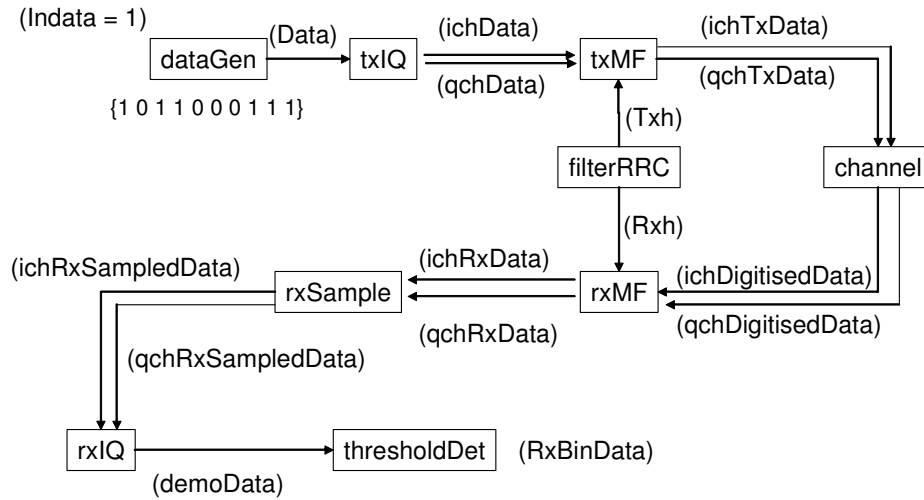 (Indata = 1)
dataGen
(Data)
txIQ
(ichData)
(qchData)
txMF
(ichTxData)
(qchTxData)
{1 0 1 1 0 0 0 1 1 1}
(Txh)
filterRRC
channel
(Rxh)
(ichRxSampledData)
rxSample
(ichRxData)
(qchRxData)
rxMF
(ichDigitisedData)
(qchDigitisedData)
(qchRxSampledData)
rxIQ
(demoData)
thresholdDet
(RxBinData)